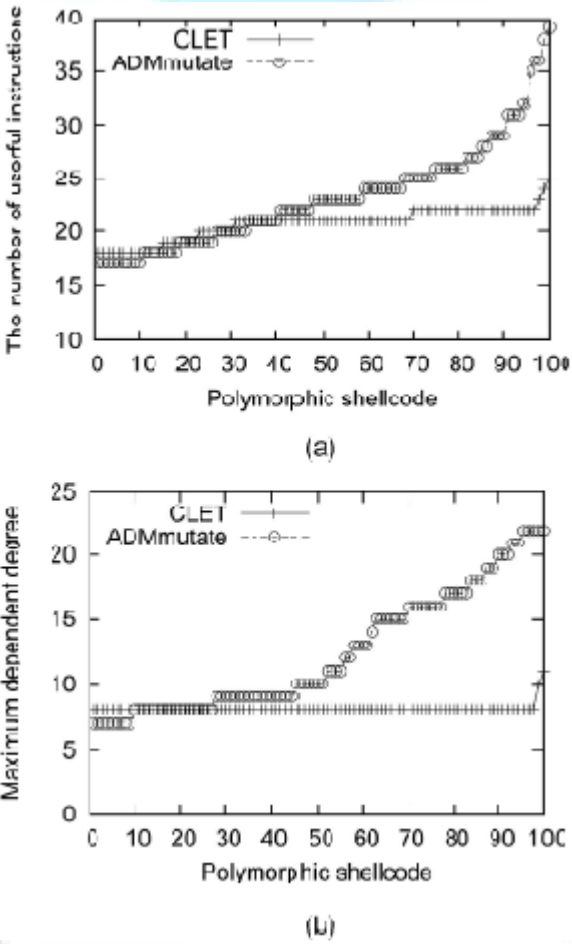 40
CLET
ADMmutate
35
30
25
20
15
10
The number of userful instructions
0 10 20 30 40 50 60 70 80 90 100
Polymorphic shellcode
(a)
25
CLET
ADMmutate
20
15
10
5
0
Maximum dependent degree
0 10 20 30 40 50 60 70 80 90 100
Polymorphic shellcode
(b)